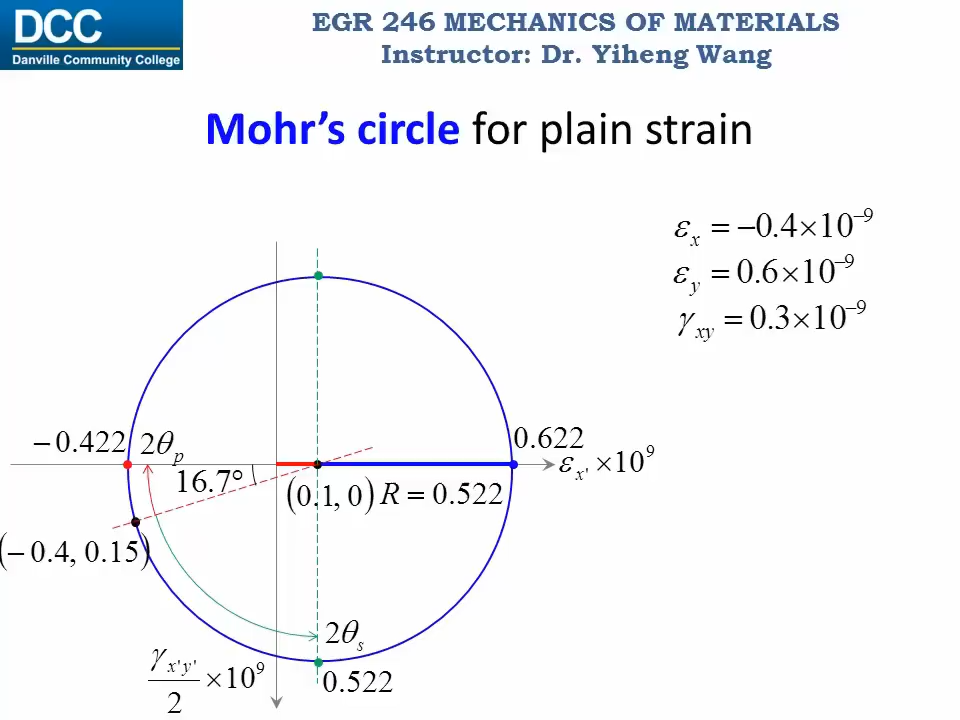 DCC
Danville Community College
EGR 246 MECHANICS OF MATERIALS
Instructor: Dr. Yiheng Wang
Mohr's circle for plain strain
εx = −0.4×10⁻⁹
εy = 0.6×10⁻⁹
γxy = 0.3×10⁻⁹
−0.422
2θp
0.622
εx' ×10⁹
16.7°
(0.1, 0)
R = 0.522
(−0.4, 0.15)
2θs
γx'y'/2 ×10⁹
0.522